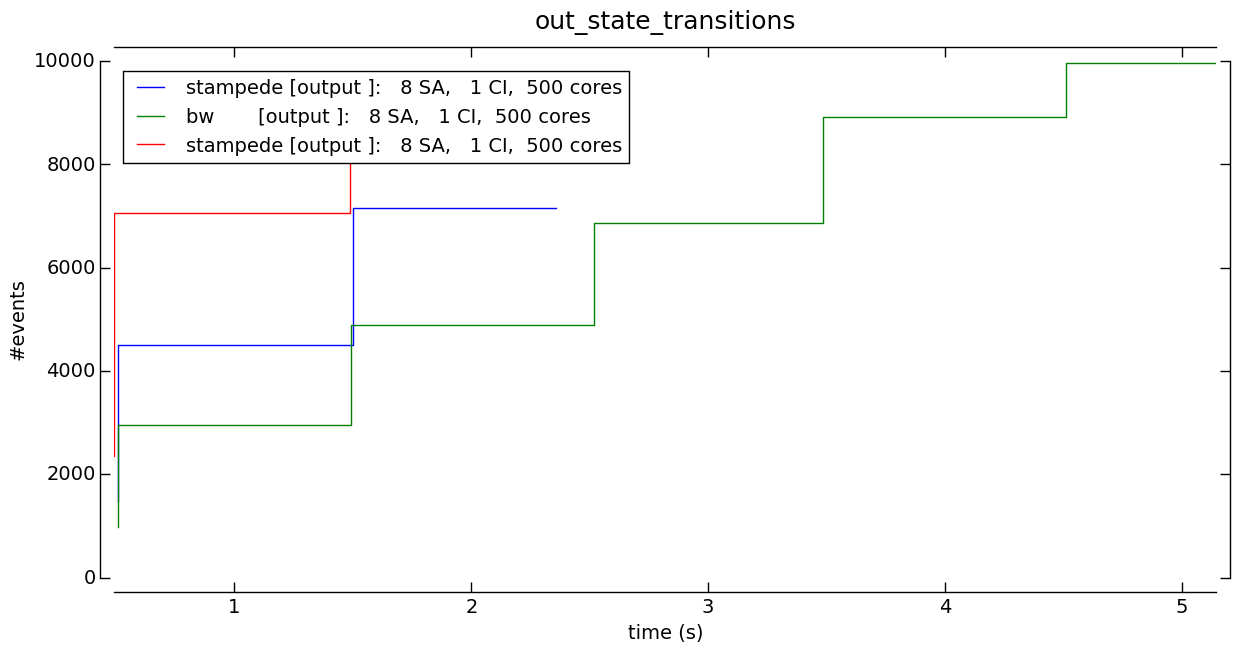 out_state_transitions
10000
8000
6000
4000
2000
0
#events
stampede [output ]:   8 SA,   1 CI,  500 cores
bw       [output ]:   8 SA,   1 CI,  500 cores
stampede [output ]:   8 SA,   1 CI,  500 cores
1 2 3 4 5
time (s)